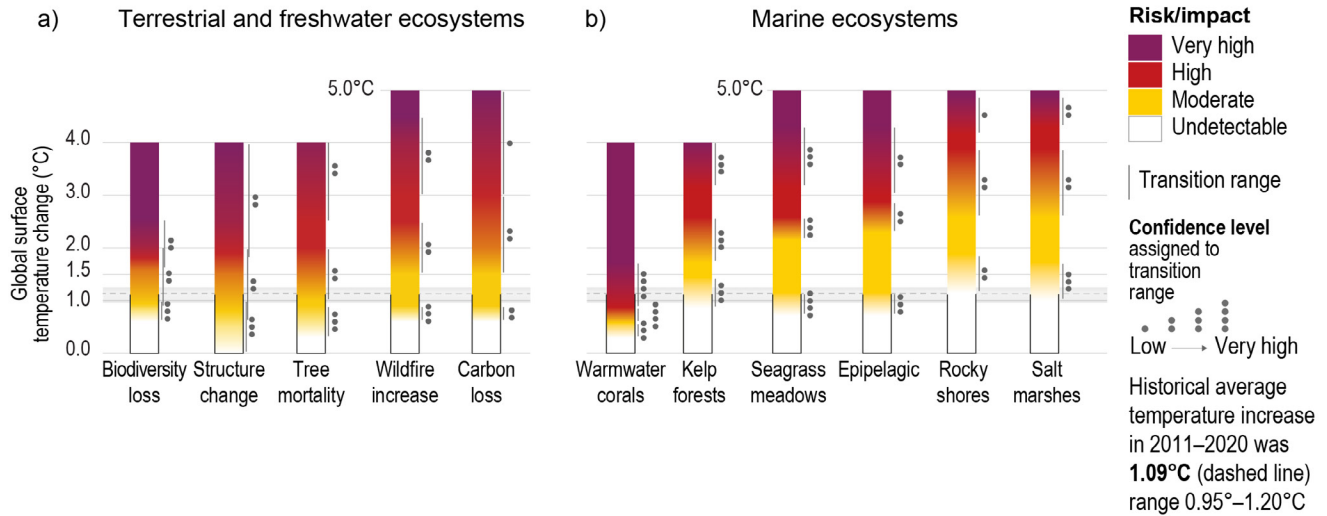 a) Terrestrial and freshwater ecosystems
b) Marine ecosystems
Global surface
temperature change (°C)
5.0°C
4.0
3.0
2.0
1.5
1.0
0.0
Biodiversity
loss
Structure
change
Tree
mortality
Wildfire
increase
Carbon
loss
5.0°C
Warmwater
corals
Kelp
forests
Seagrass
meadows
Epipelagic
Rocky
shores
Salt
marshes
Risk/impact
Very high
High
Moderate
Undetectable
Transition range
Confidence level
assigned to
transition
range
Low → Very high
Historical average
temperature increase
in 2011–2020 was
1.09°C (dashed line)
range 0.95°–1.20°C